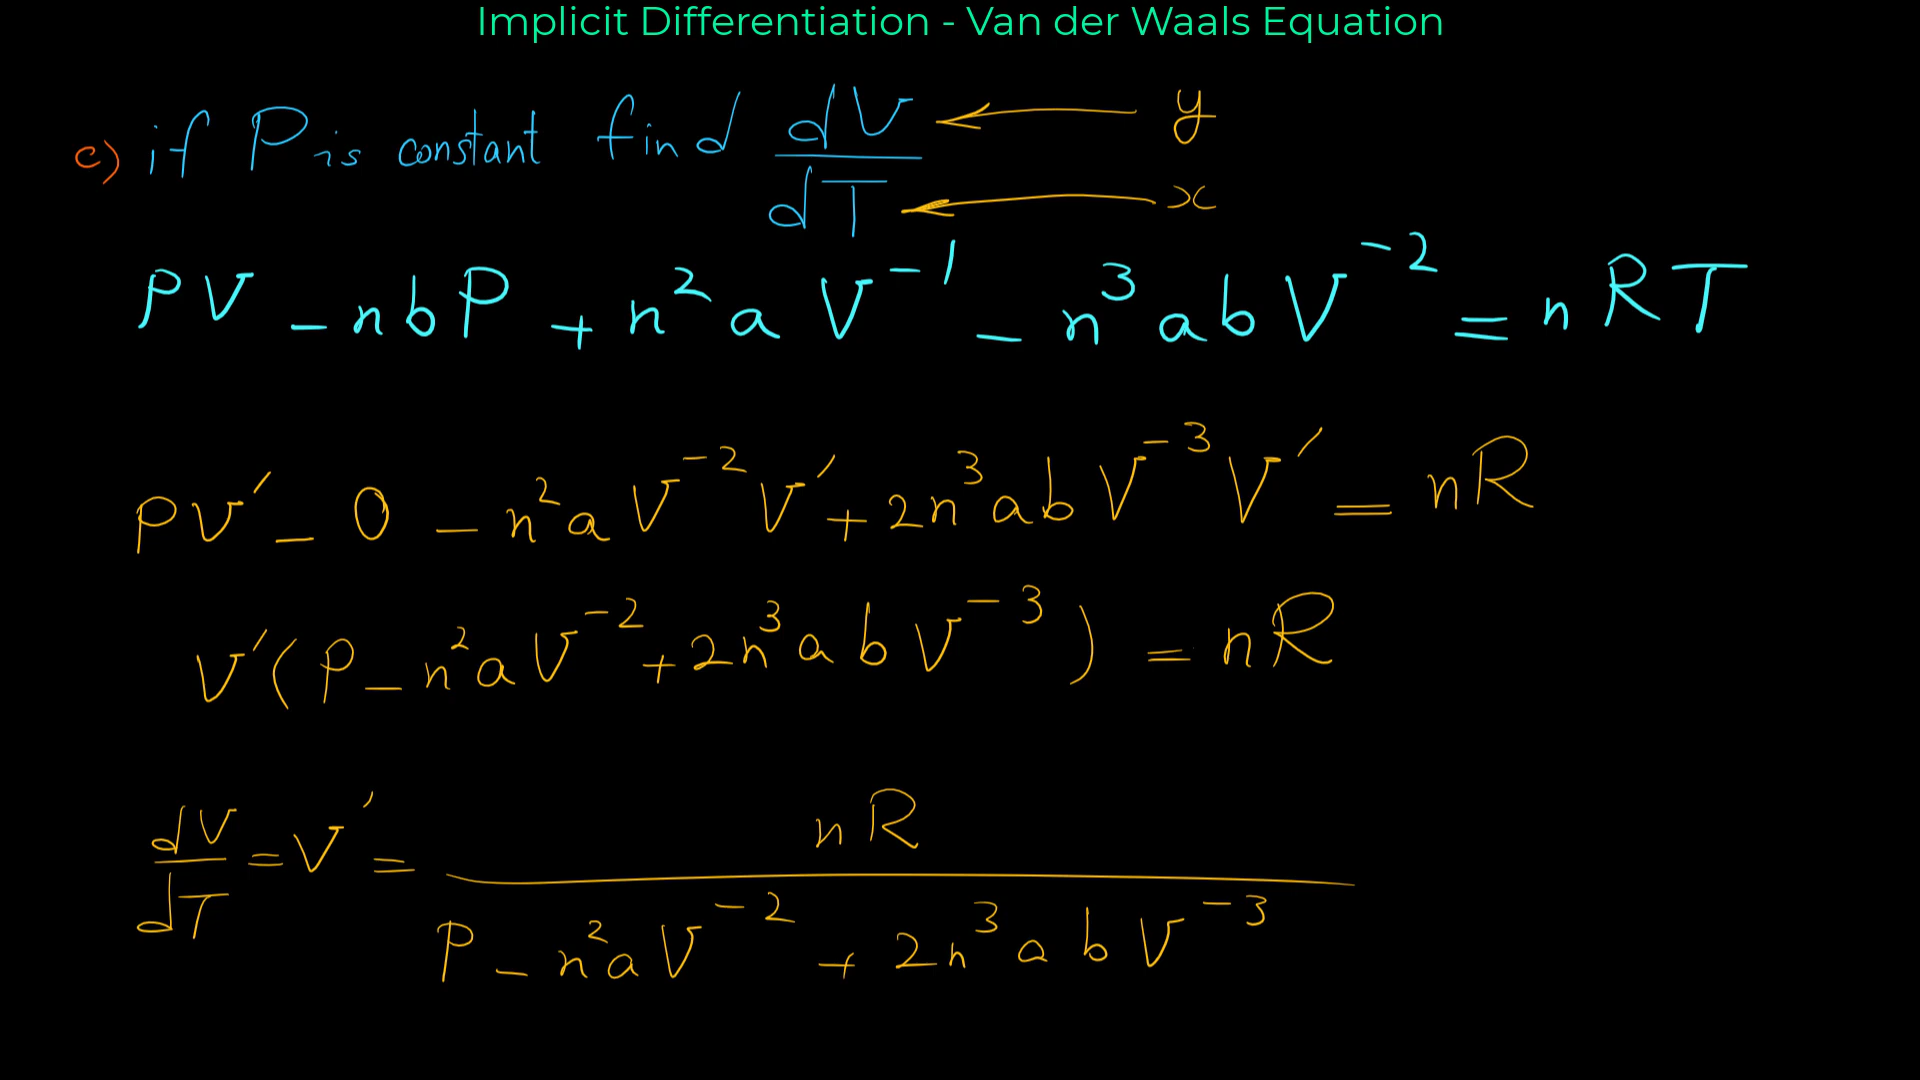 Implicit Differentiation - Van der Waals Equation
c) if P is constant find dV/dT ← y ← x
PV - nbP + n²aV⁻¹ - n³abV⁻² = nRT
PV′ - 0 - n²aV⁻²V′ + 2n³abV⁻³V′ = nR
V′(P - n²aV⁻² + 2n³abV⁻³) = nR
dV/dT = V′ = nR / (P - n²aV⁻² + 2n³abV⁻³)